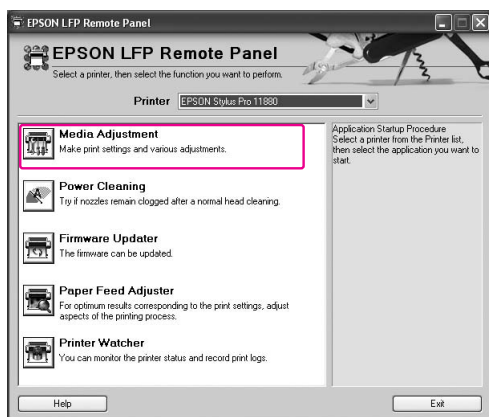 EPSON LFP Remote Panel
EPSON LFP Remote Panel
Select a printer, then select the function you want to perform.
Printer EPSON Stylus Pro 11880
Media Adjustment
Make print settings and various adjustments.
Power Cleaning
Try if nozzles remain clogged after a normal head cleaning.
Firmware Updater
The firmware can be updated.
Paper Feed Adjuster
For optimum results corresponding to the print settings, adjust
aspects of the printing process.
Printer Watcher
You can monitor the printer status and record print logs.
Application Startup Procedure
Select a printer from the Printer list,
then select the application you want to
start.
Help
Exit